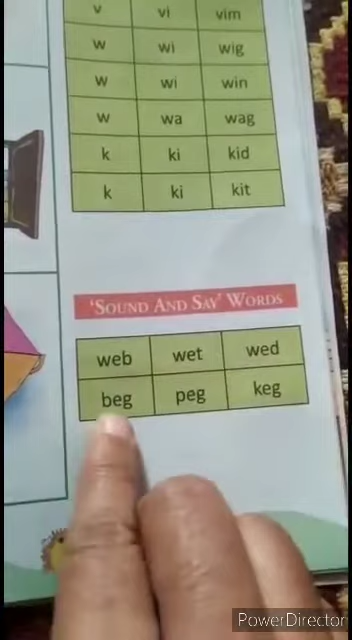 v vi vim
w wi wig
w wi win
w wa wag
k ki kid
k ki kit
'SOUND AND SAY' WORDS
web wet wed
beg peg keg
PowerDirector